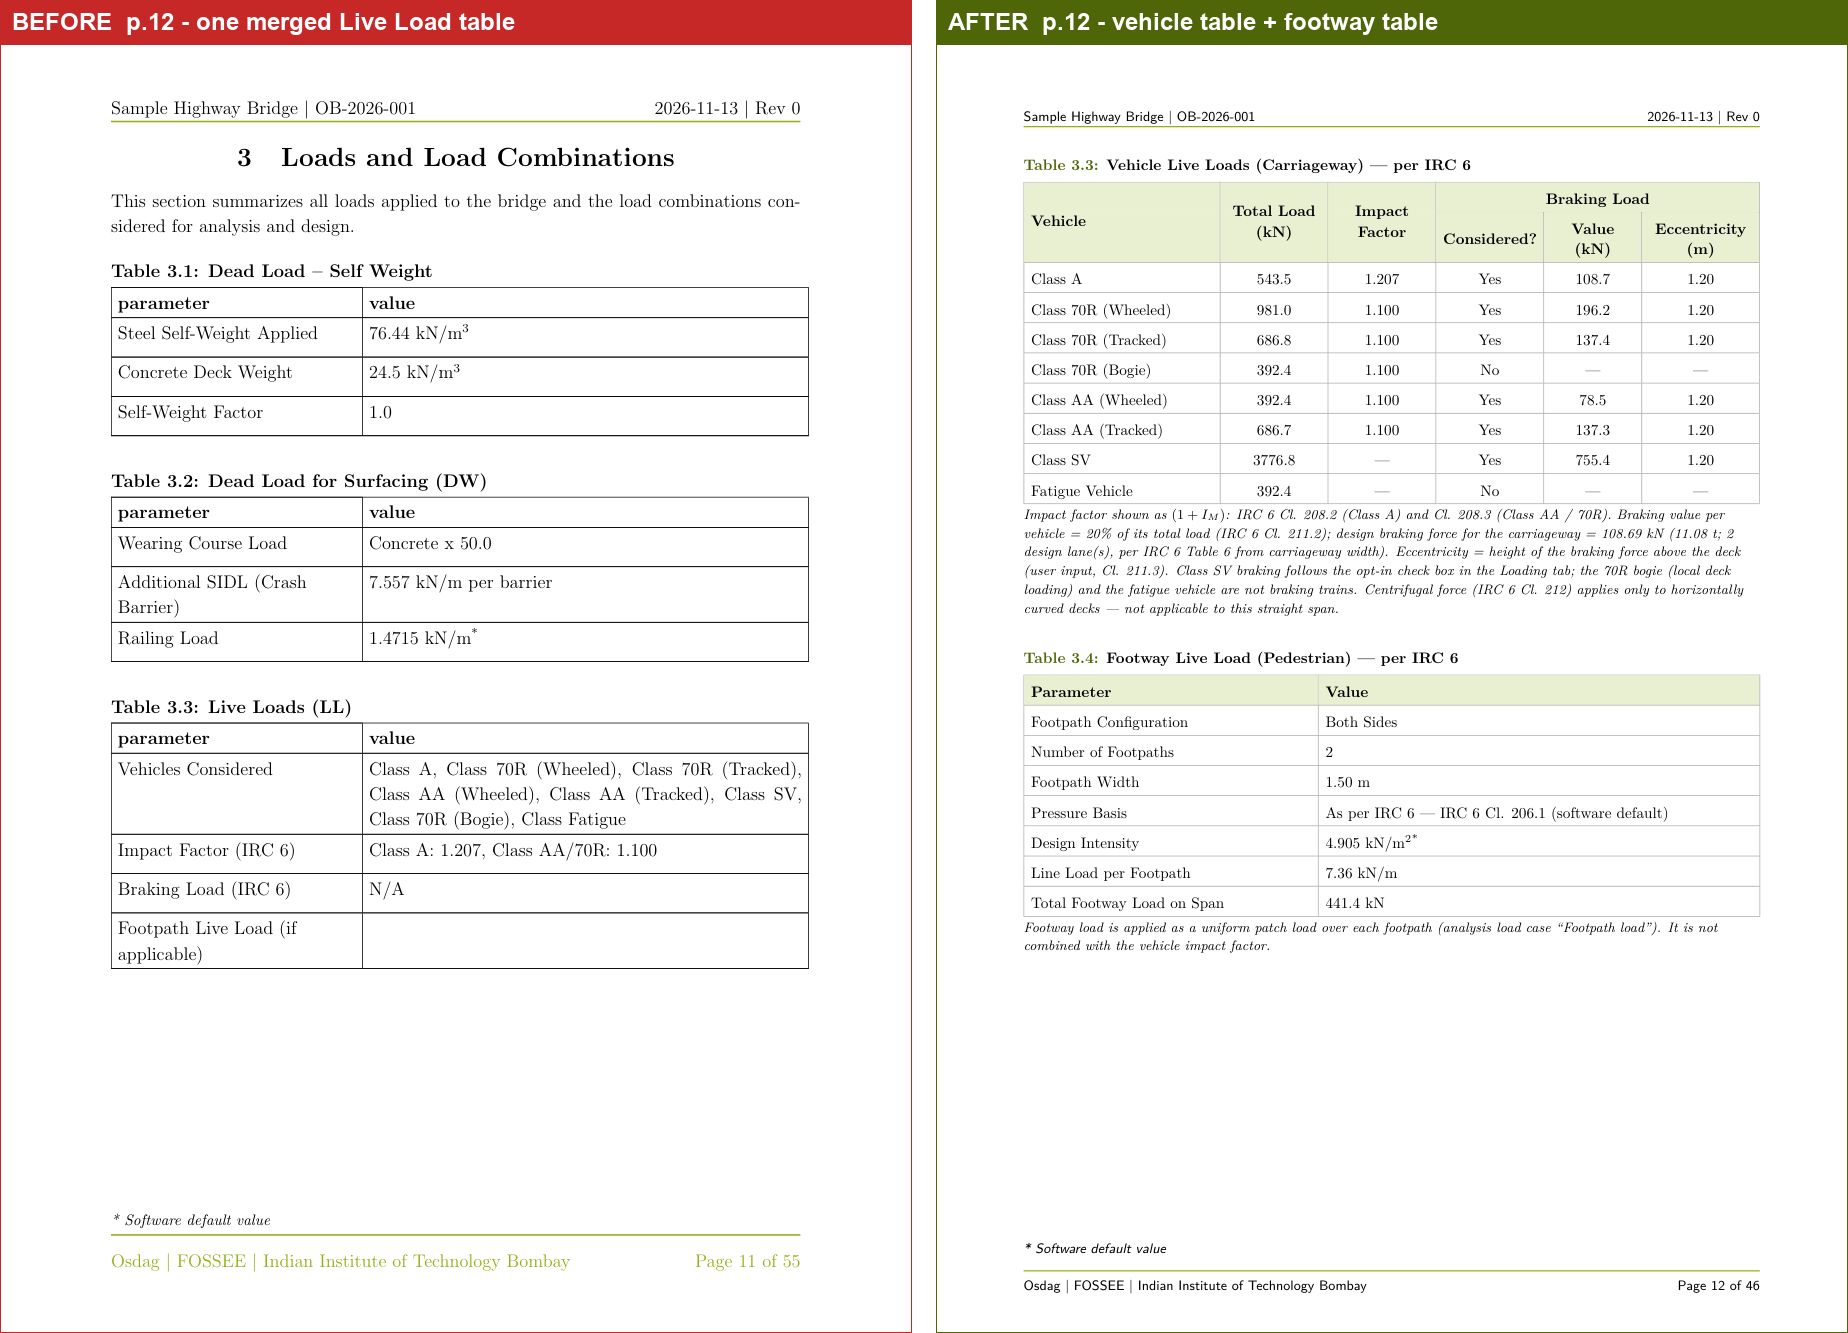 BEFORE p.12 - one merged Live Load table
Sample Highway Bridge | OB-2026-001 2026-11-13 | Rev 0
3 Loads and Load Combinations
This section summarizes all loads applied to the bridge and the load combinations con-
sidered for analysis and design.
Table 3.1: Dead Load – Self Weight
parameter value
Steel Self-Weight Applied 76.44 kN/m³
Concrete Deck Weight 24.5 kN/m³
Self-Weight Factor 1.0
Table 3.2: Dead Load for Surfacing (DW)
parameter value
Wearing Course Load Concrete x 50.0
Additional SIDL (Crash 7.557 kN/m per barrier
Barrier)
Railing Load 1.4715 kN/m*
Table 3.3: Live Loads (LL)
parameter value
Vehicles Considered Class A, Class 70R (Wheeled), Class 70R (Tracked),
Class AA (Wheeled), Class AA (Tracked), Class SV,
Class 70R (Bogie), Class Fatigue
Impact Factor (IRC 6) Class A: 1.207, Class AA/70R: 1.100
Braking Load (IRC 6) N/A
Footpath Live Load (if
applicable)
* Software default value
Osdag | FOSSEE | Indian Institute of Technology Bombay Page 11 of 55
AFTER p.12 - vehicle table + footway table
Sample Highway Bridge | OB-2026-001 2026-11-13 | Rev 0
Table 3.3: Vehicle Live Loads (Carriageway) — per IRC 6
Vehicle Total Load (kN) Impact Factor Braking Load
Considered? Value (kN) Eccentricity (m)
Class A 543.5 1.207 Yes 108.7 1.20
Class 70R (Wheeled) 981.0 1.100 Yes 196.2 1.20
Class 70R (Tracked) 686.8 1.100 Yes 137.4 1.20
Class 70R (Bogie) 392.4 1.100 No — —
Class AA (Wheeled) 392.4 1.100 Yes 78.5 1.20
Class AA (Tracked) 686.7 1.100 Yes 137.3 1.20
Class SV 3776.8 — Yes 755.4 1.20
Fatigue Vehicle 392.4 — No — —
Impact factor shown as (1 + I_M): IRC 6 Cl. 208.2 (Class A) and Cl. 208.3 (Class AA / 70R). Braking value per
vehicle = 20% of its total load (IRC 6 Cl. 211.2); design braking force for the carriageway = 108.69 kN (11.08 t; 2
design lane(s), per IRC 6 Table 6 from carriageway width). Eccentricity = height of the braking force above the deck
(user input, Cl. 211.3). Class SV braking follows the opt-in check box in the Loading tab; the 70R bogie (local deck
loading) and the fatigue vehicle are not braking trains. Centrifugal force (IRC 6 Cl. 212) applies only to horizontally
curved decks — not applicable to this straight span.
Table 3.4: Footway Live Load (Pedestrian) — per IRC 6
Parameter Value
Footpath Configuration Both Sides
Number of Footpaths 2
Footpath Width 1.50 m
Pressure Basis As per IRC 6 — IRC 6 Cl. 206.1 (software default)
Design Intensity 4.905 kN/m²*
Line Load per Footpath 7.36 kN/m
Total Footway Load on Span 441.4 kN
Footway load is applied as a uniform patch load over each footpath (analysis load case “Footpath load”). It is not
combined with the vehicle impact factor.
* Software default value
Osdag | FOSSEE | Indian Institute of Technology Bombay Page 12 of 46